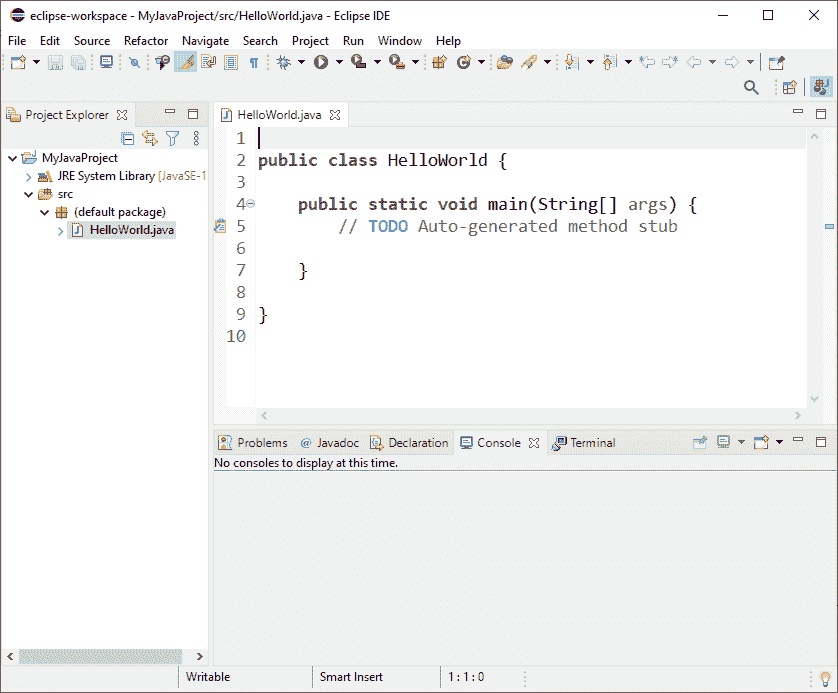 eclipse-workspace - MyJavaProject/src/HelloWorld.java - Eclipse IDE
File Edit Source Refactor Navigate Search Project Run Window Help
Project Explorer
MyJavaProject
JRE System Library [JavaSE-1
src
(default package)
HelloWorld.java
HelloWorld.java
1
2 public class HelloWorld {
3
4 public static void main(String[] args) {
5 // TODO Auto-generated method stub
6
7 }
8
9 }
10
Problems @ Javadoc Declaration Console Terminal
No consoles to display at this time.
Writable Smart Insert 1 : 1 : 0